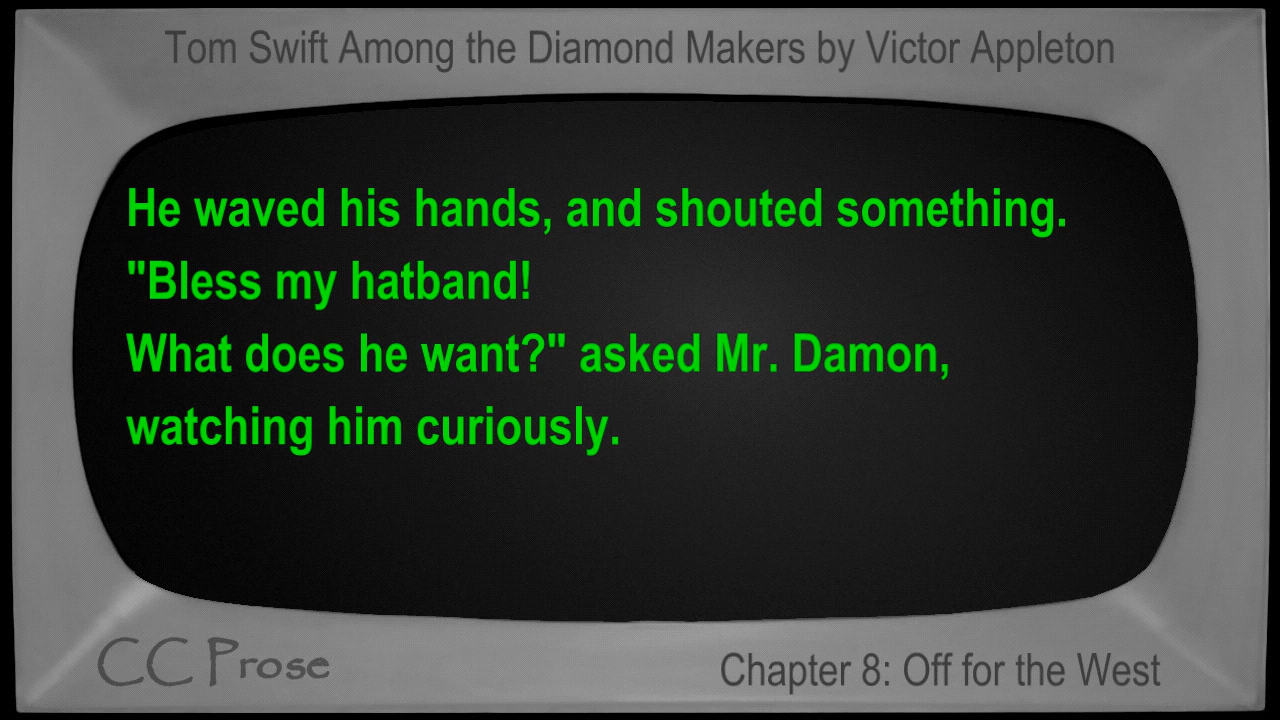 Tom Swift Among the Diamond Makers by Victor Appleton
He waved his hands, and shouted something.
"Bless my hatband!
What does he want?" asked Mr. Damon,
watching him curiously.
CC Prose
Chapter 8: Off for the West